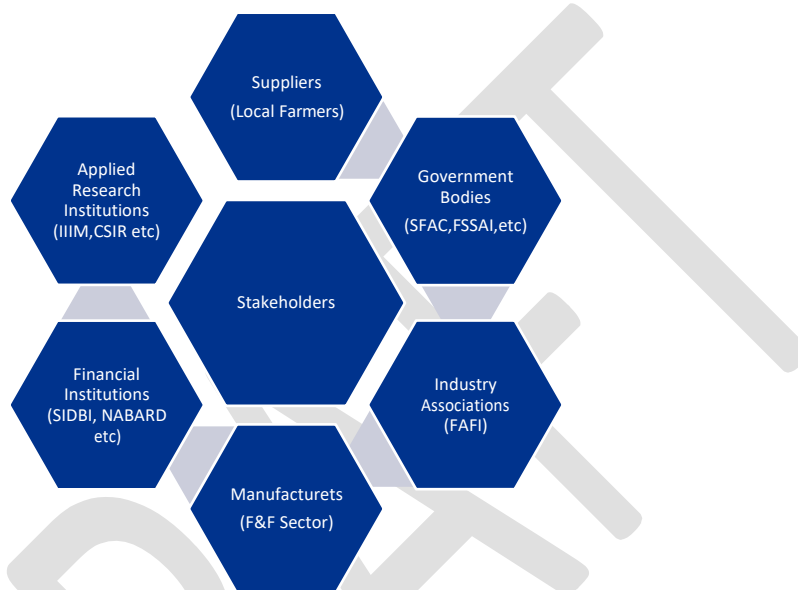 Suppliers
(Local Farmers)
Applied
Research
Institutions
(IIIM,CSIR etc)
Government
Bodies
(SFAC,FSSAI,etc)
Stakeholders
Financial
Institutions
(SIDBI, NABARD
etc)
Industry
Associations
(FAFI)
Manufacturets
(F&F Sector)